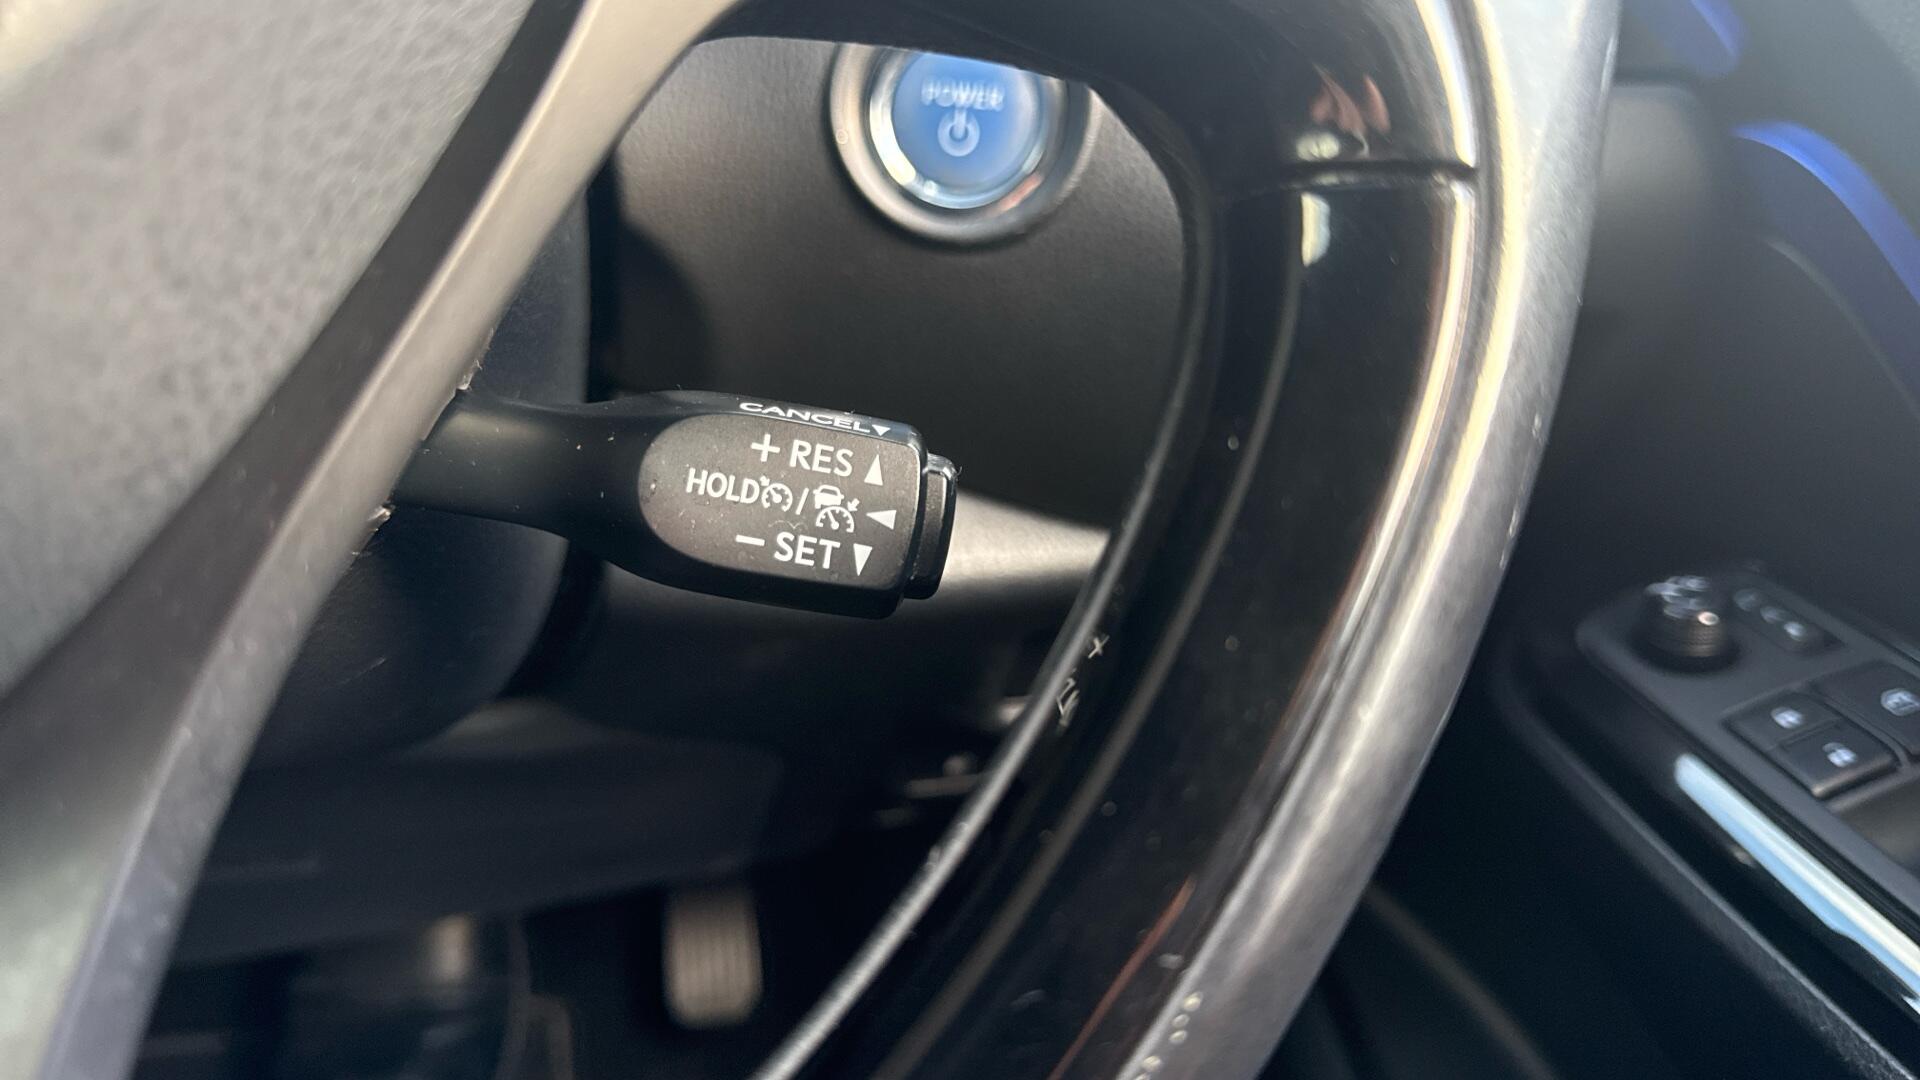 POWER
CANCEL▼
+ RES ▲
HOLD / ◀
− SET ▼